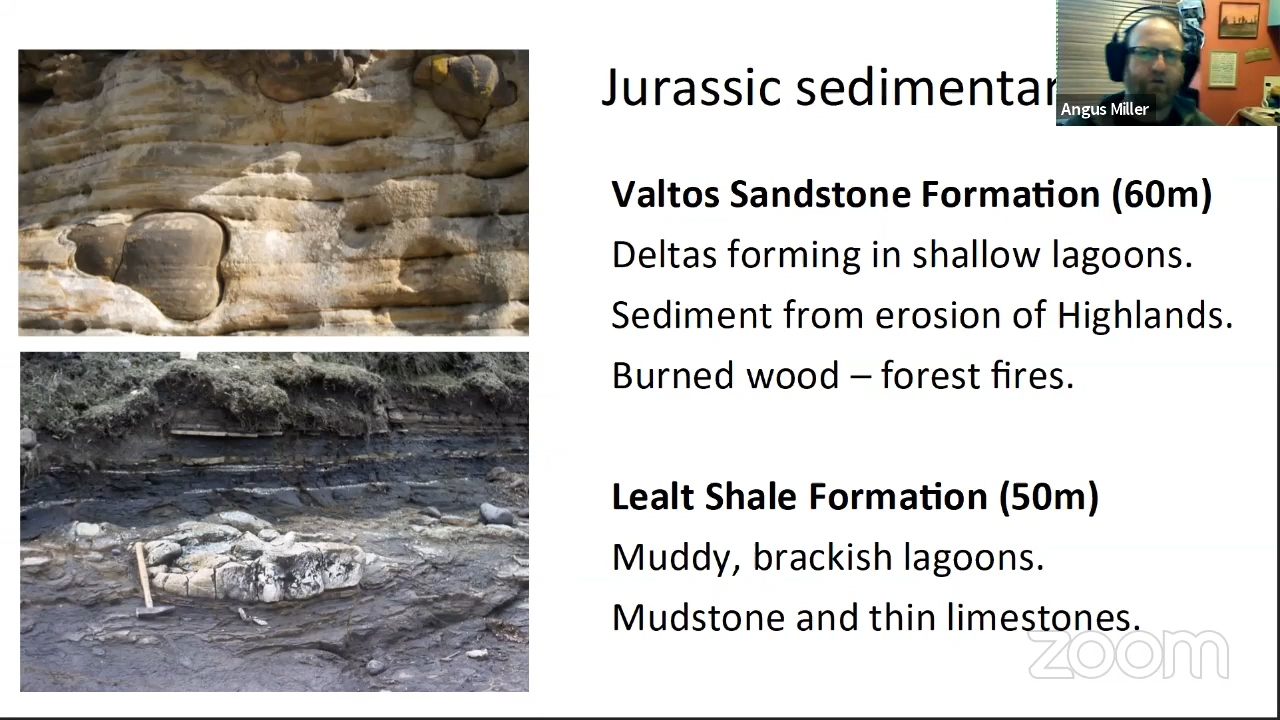 Jurassic sedimentar
Angus Miller
Valtos Sandstone Formation (60m)
Deltas forming in shallow lagoons.
Sediment from erosion of Highlands.
Burned wood – forest fires.
Lealt Shale Formation (50m)
Muddy, brackish lagoons.
Mudstone and thin limestones.
zoom